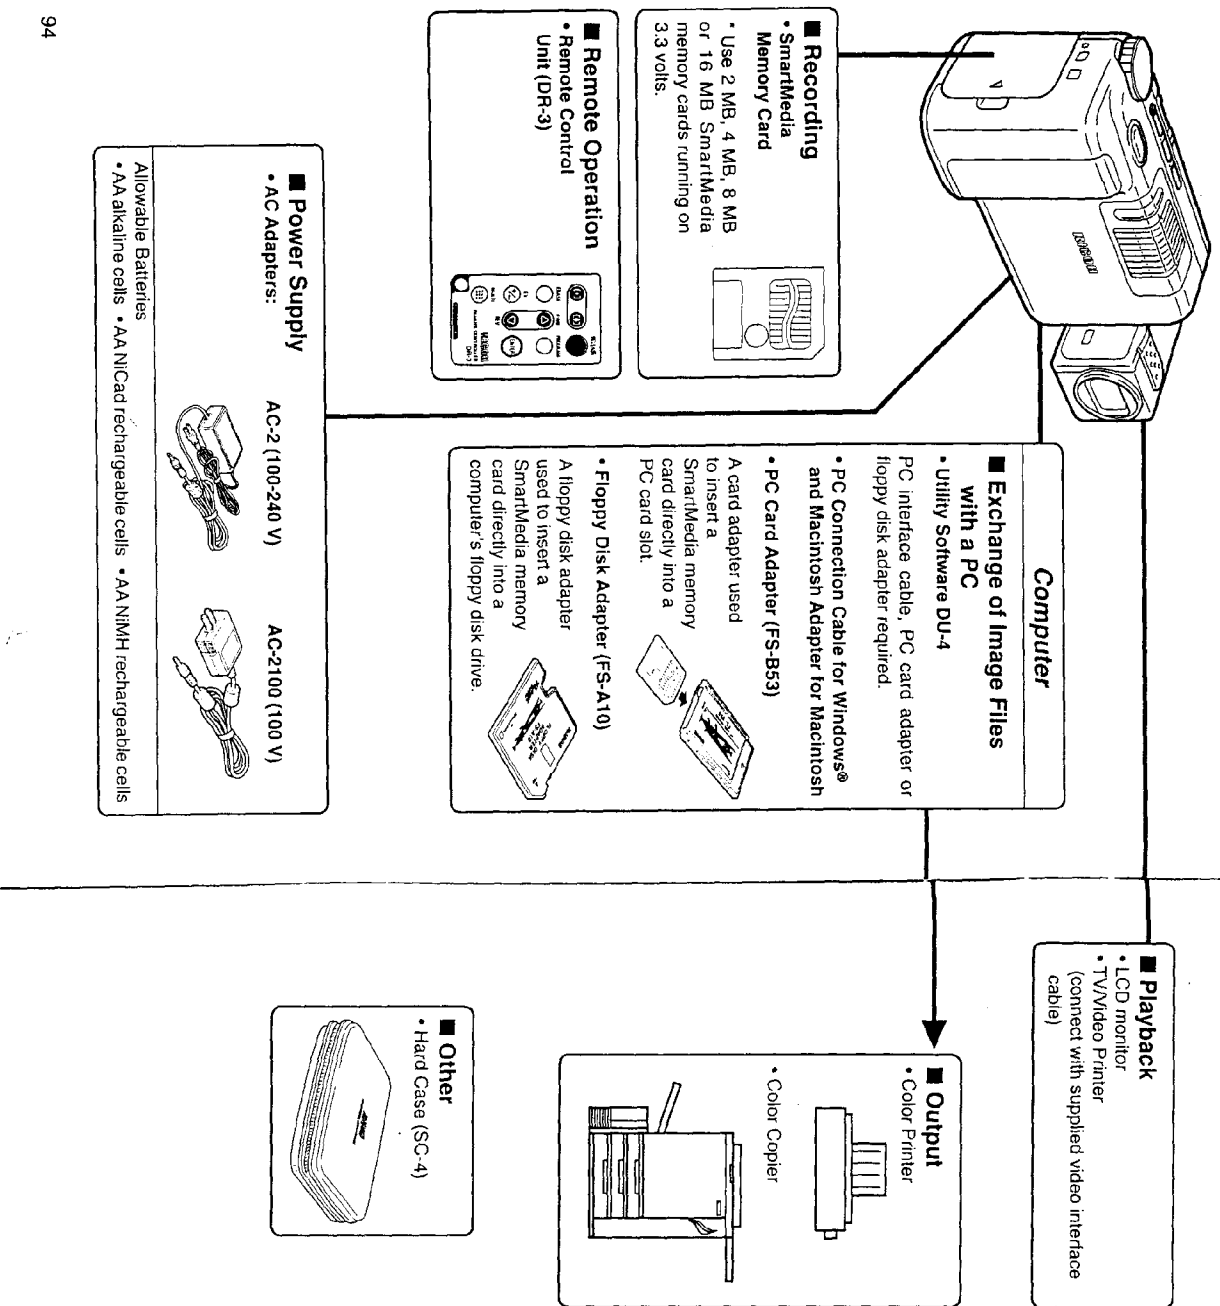 RICOH
■ Recording
• SmartMedia
Memory Card
• Use 2 MB, 4 MB, 8 MB
or 16 MB SmartMedia
memory cards running on
3.3 volts.
■ Remote Operation
• Remote Control
Unit (DR-3)
■ Power Supply
• AC Adapters:
AC-2 (100-240 V)
AC-2100 (100 V)
Allowable Batteries
• AA alkaline cells • AA NiCad rechargeable cells • AA NiMH rechargeable cells
Computer
■ Exchange of Image Files
with a PC
• Utility Software DU-4
PC interface cable, PC card adapter or
floppy disk adapter required.
• PC Connection Cable for Windows®
and Macintosh Adapter for Macintosh
• PC Card Adapter (FS-B53)
A card adapter used
to insert a
SmartMedia memory
card directly into a
PC card slot.
• Floppy Disk Adapter (FS-A10)
A floppy disk adapter
used to insert a
SmartMedia memory
card directly into a
computer's floppy disk drive.
■ Playback
• LCD monitor
• TV/Video Printer
(connect with supplied video interface
cable)
■ Output
• Color Printer
• Color Copier
■ Other
• Hard Case (SC-4)
94